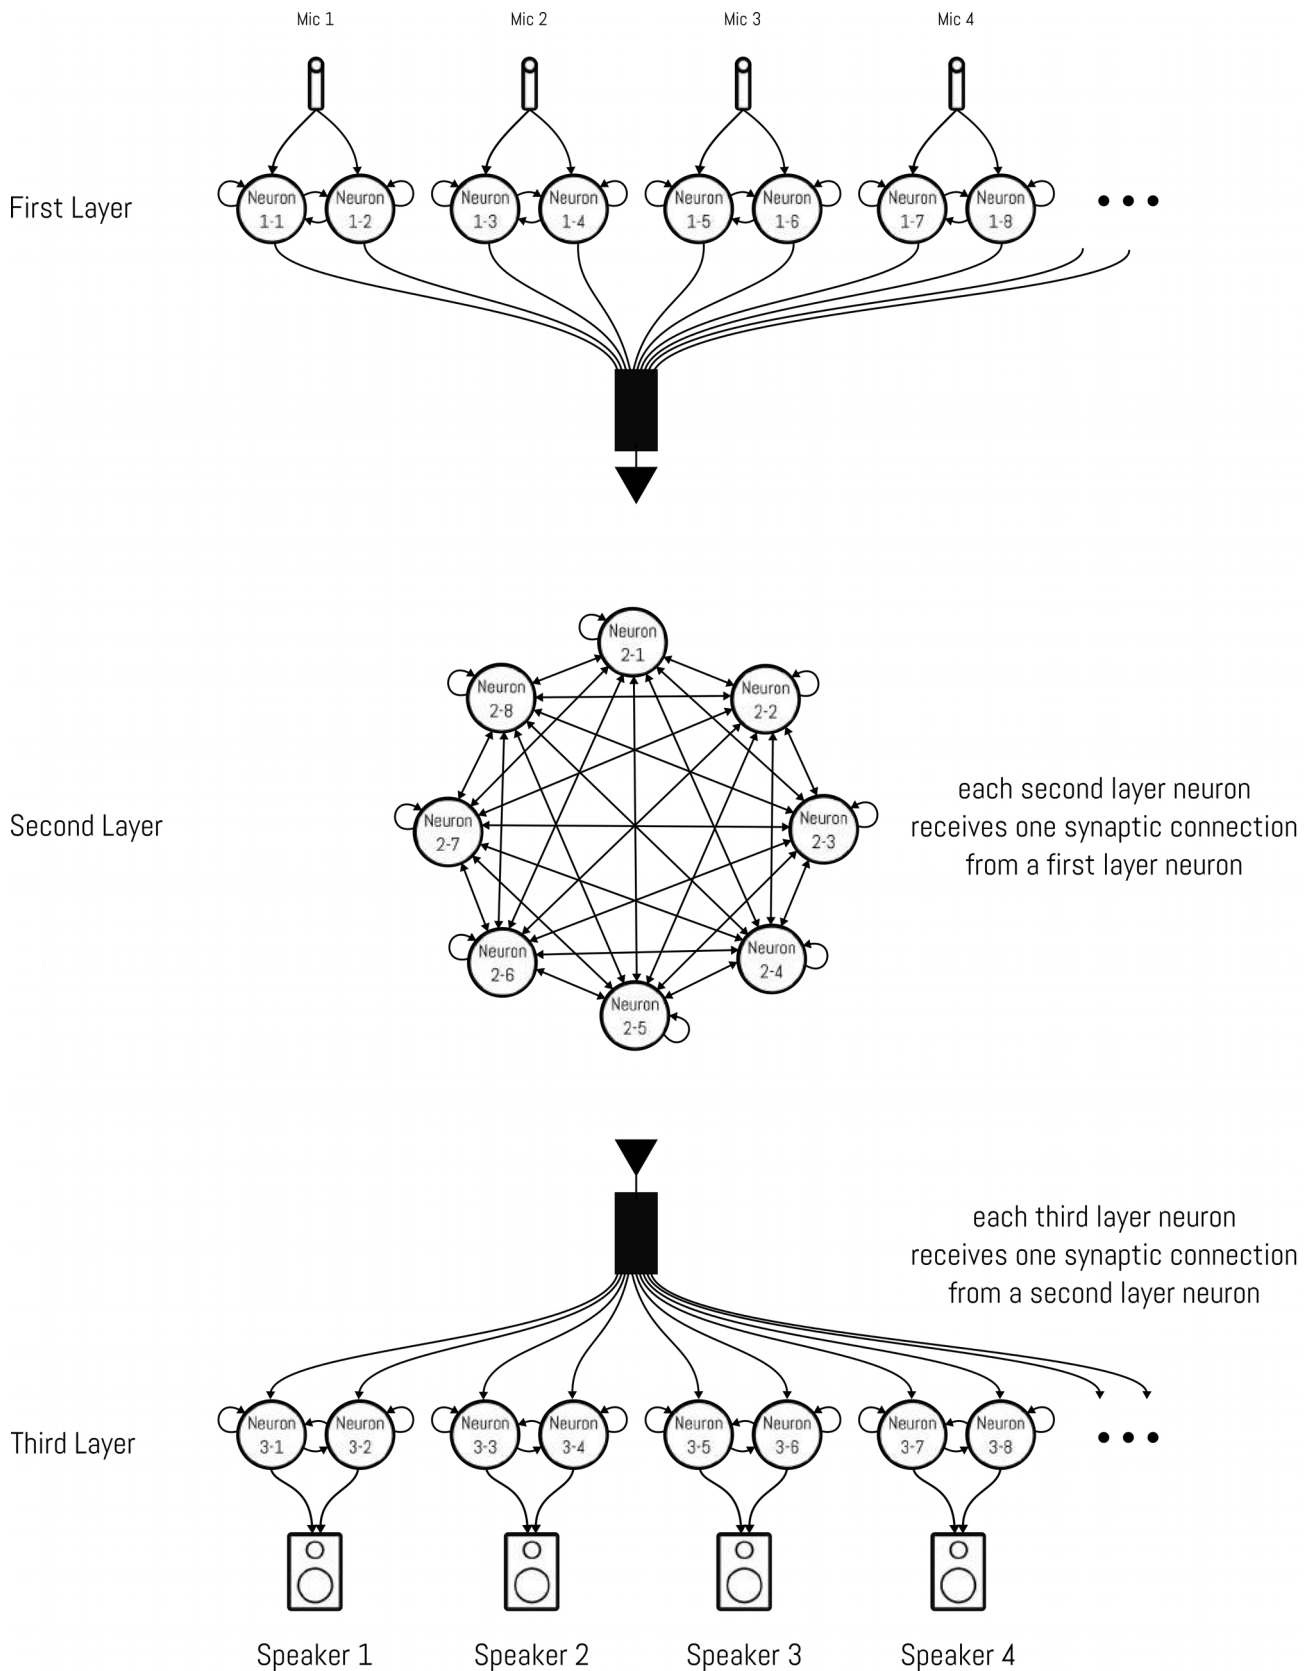 Mic 1
Mic 2
Mic 3
Mic 4
First Layer
Neuron
1-1
Neuron
1-2
Neuron
1-3
Neuron
1-4
Neuron
1-5
Neuron
1-6
Neuron
1-7
Neuron
1-8
Second Layer
Neuron
2-1
Neuron
2-2
Neuron
2-3
Neuron
2-4
Neuron
2-5
Neuron
2-6
Neuron
2-7
Neuron
2-8
each second layer neuron
receives one synaptic connection
from a first layer neuron
each third layer neuron
receives one synaptic connection
from a second layer neuron
Third Layer
Neuron
3-1
Neuron
3-2
Neuron
3-3
Neuron
3-4
Neuron
3-5
Neuron
3-6
Neuron
3-7
Neuron
3-8
Speaker 1
Speaker 2
Speaker 3
Speaker 4